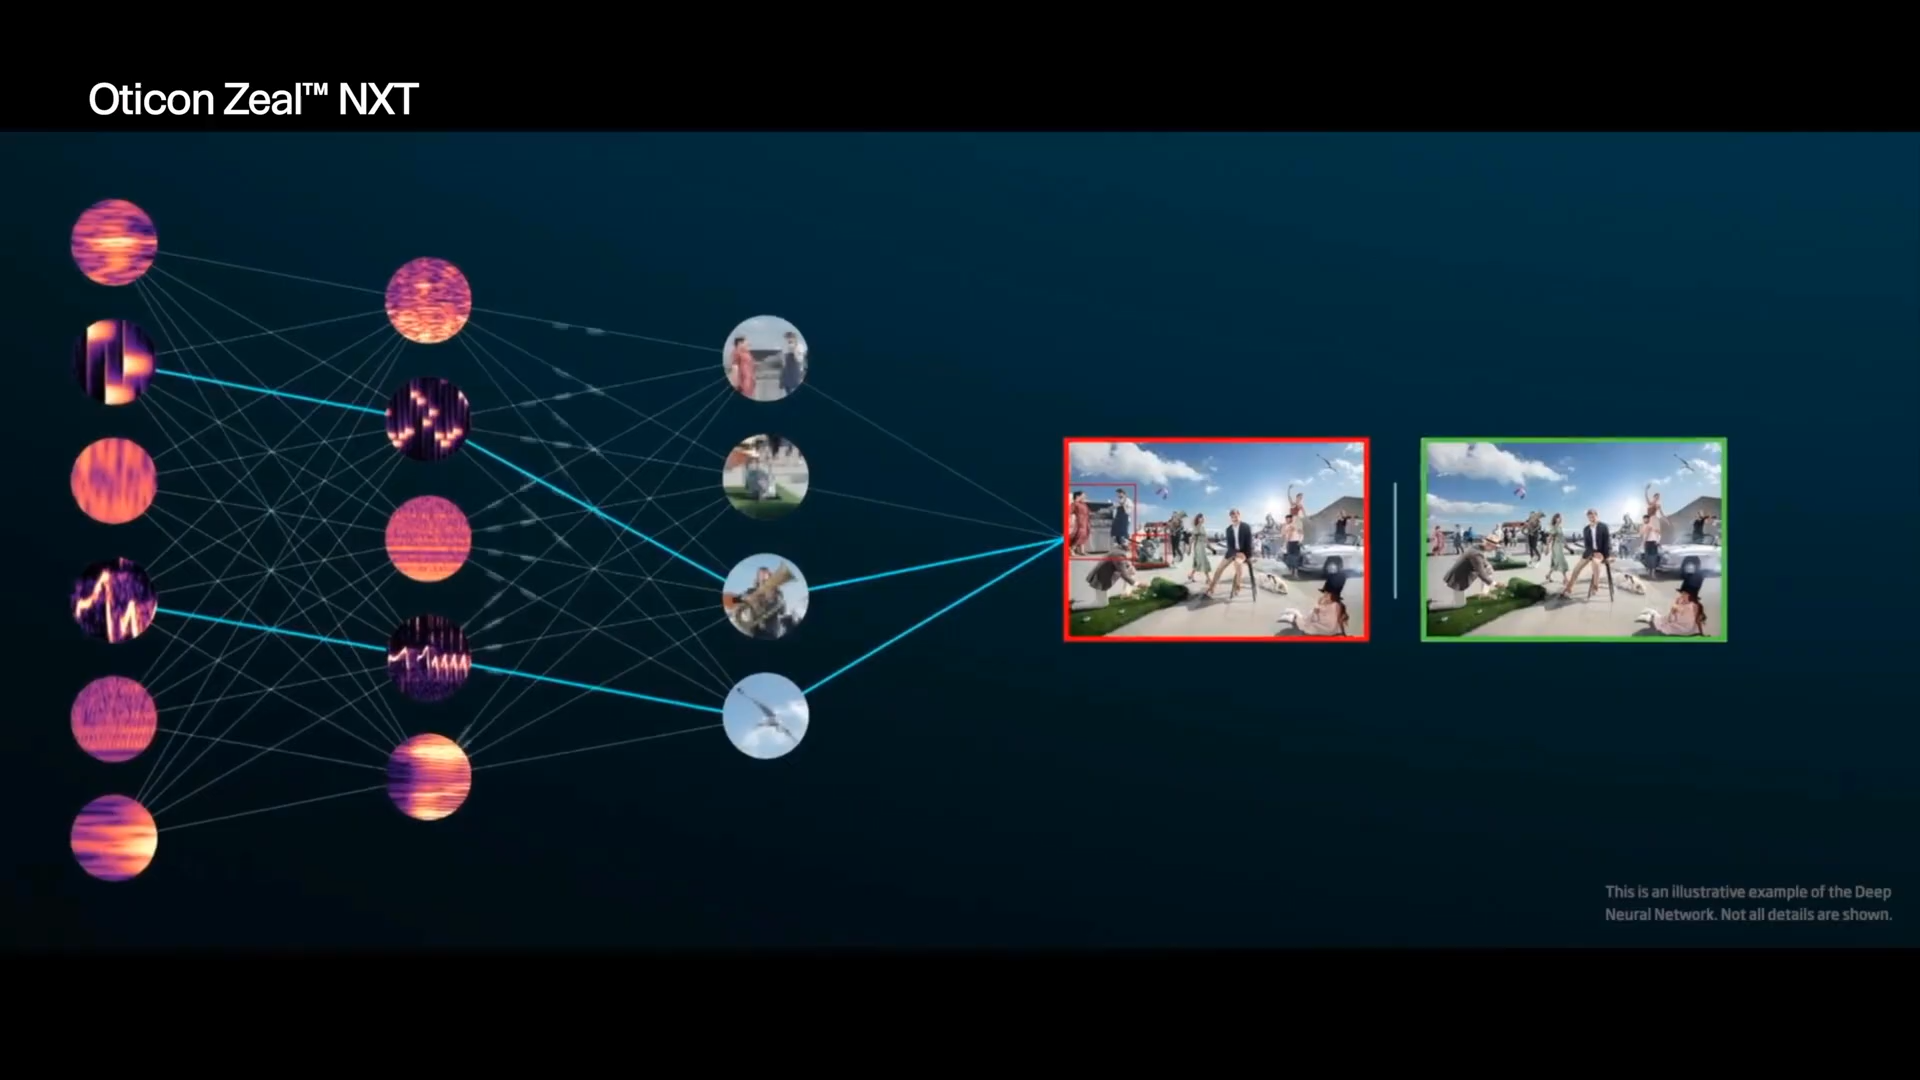 Oticon Zeal™ NXT
This is an illustrative example of the Deep
Neural Network. Not all details are shown.